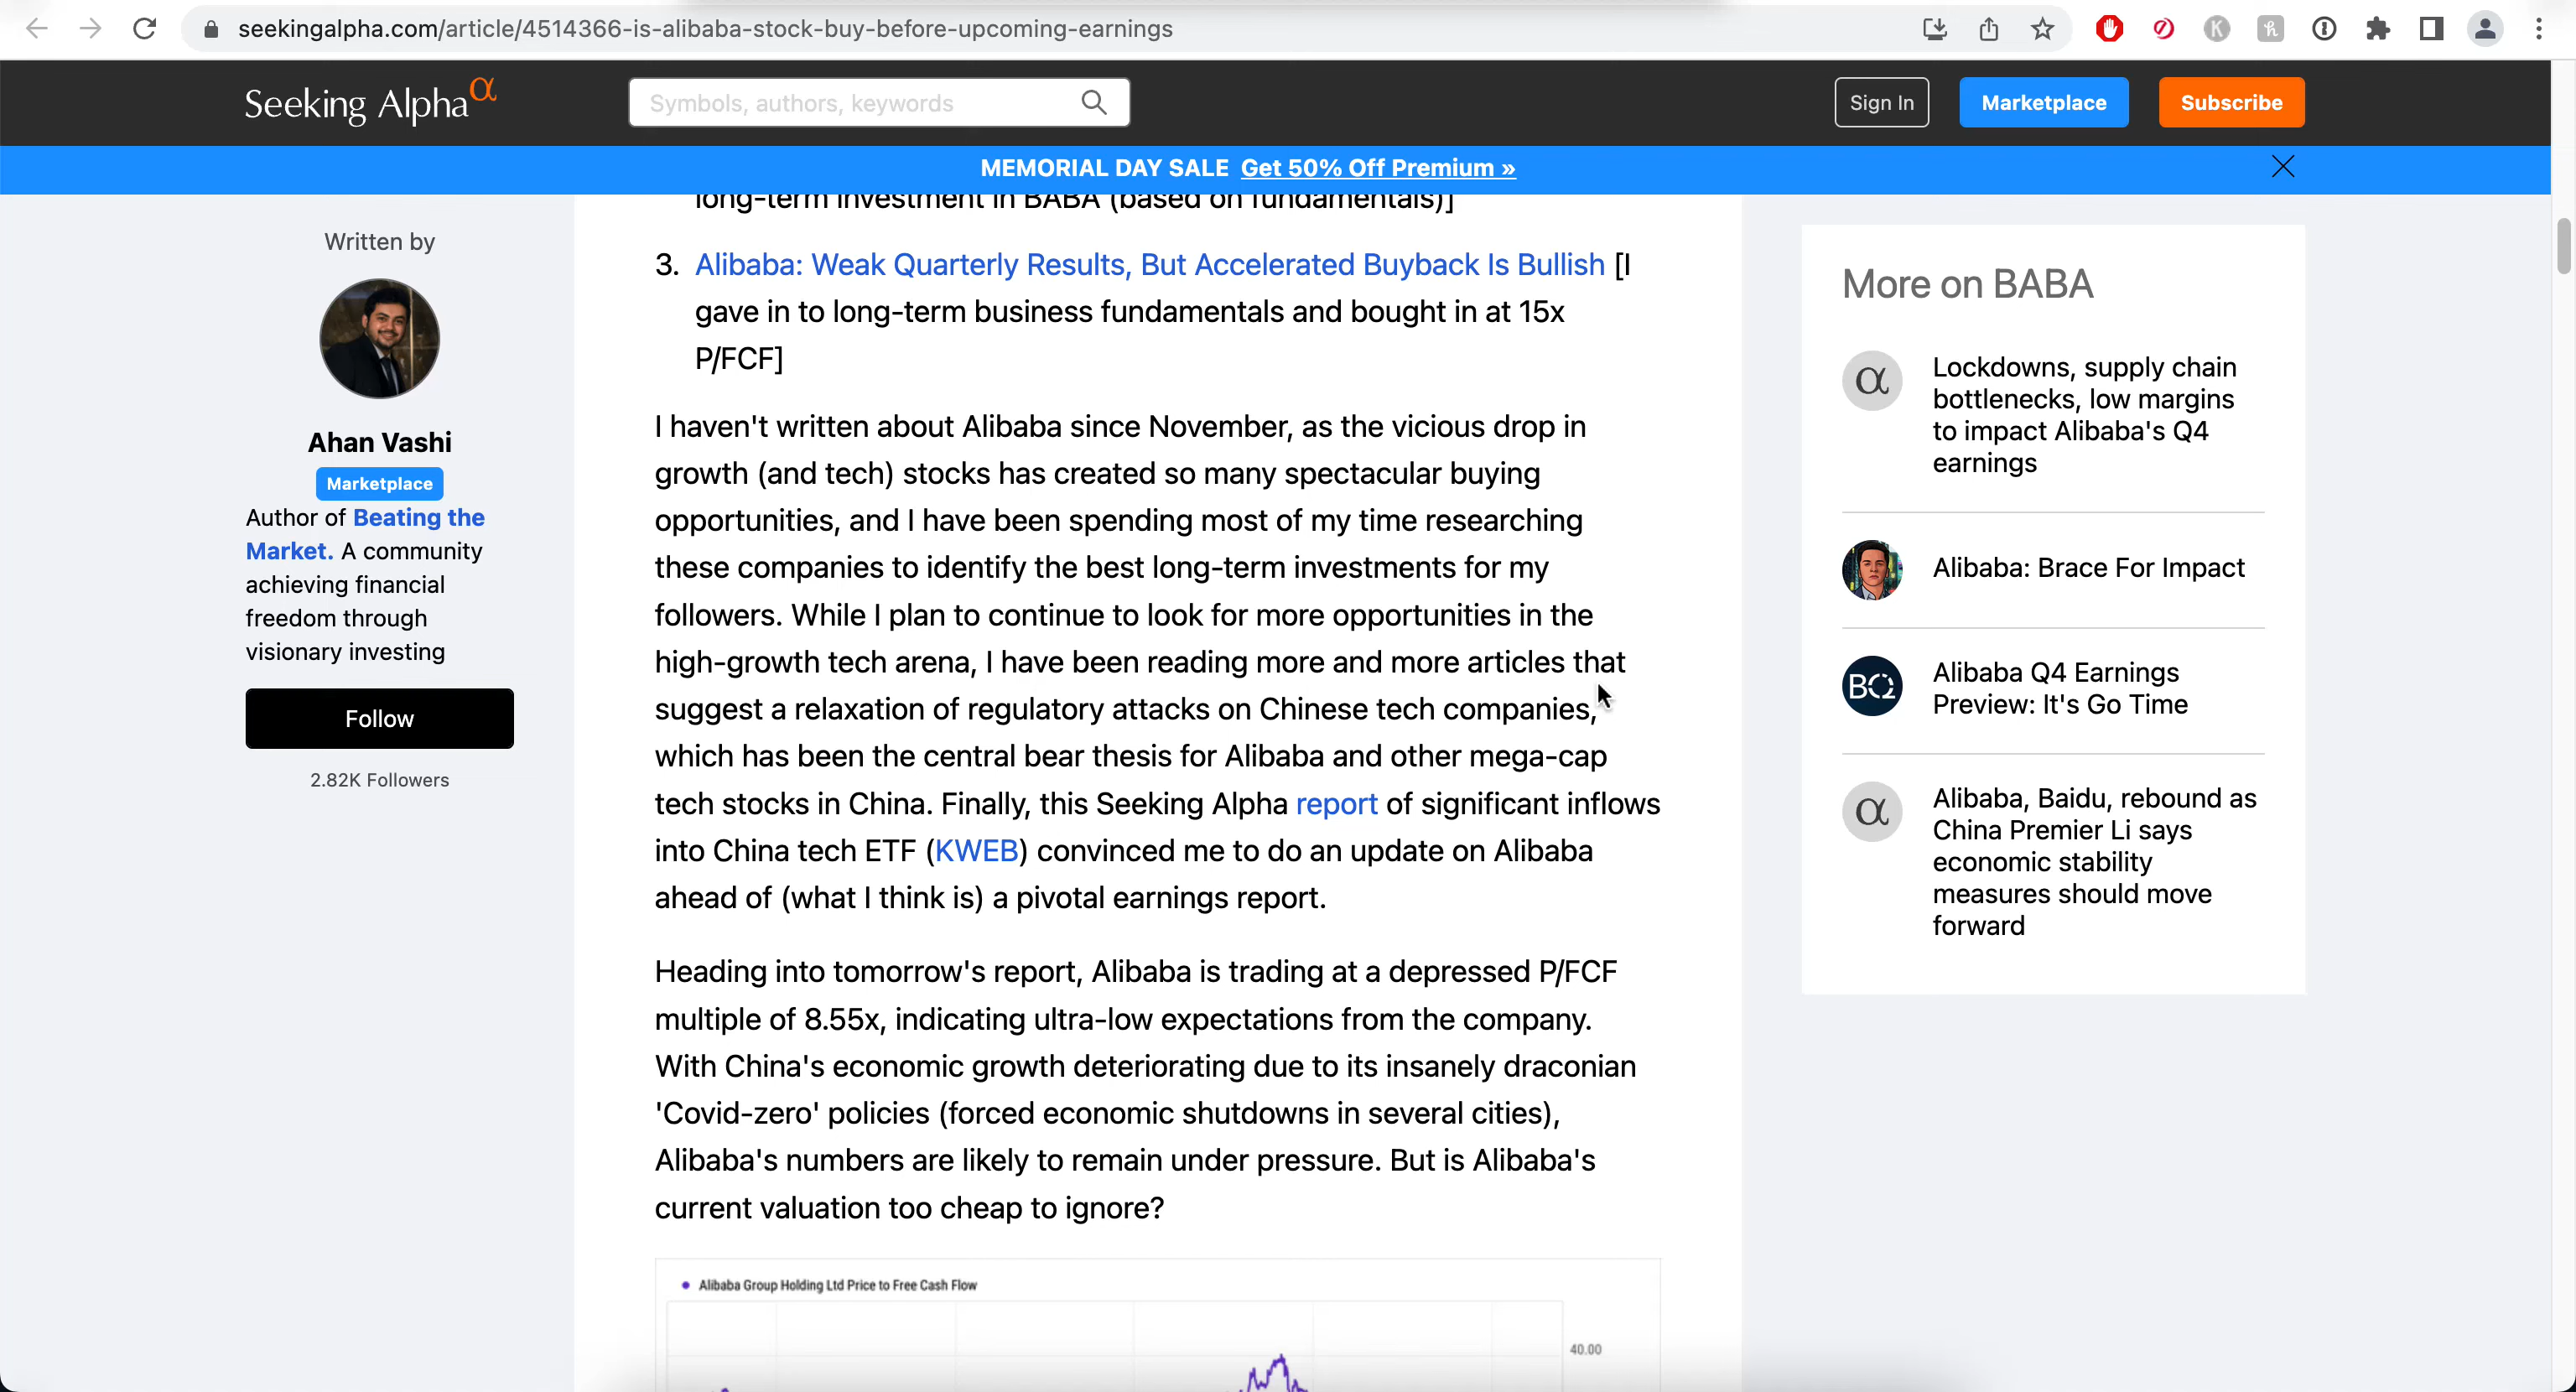 seekingalpha.com/article/4514366-is-alibaba-stock-buy-before-upcoming-earnings
Seeking Alpha α
Symbols, authors, keywords
Sign In
Marketplace
Subscribe
MEMORIAL DAY SALE Get 50% Off Premium »
Written by
Ahan Vashi
Marketplace
Author of Beating the
Market. A community
achieving financial
freedom through
visionary investing
Follow
2.82K Followers
long-term investment in BABA (based on fundamentals)]
3. Alibaba: Weak Quarterly Results, But Accelerated Buyback Is Bullish [I
gave in to long-term business fundamentals and bought in at 15x
P/FCF]
I haven't written about Alibaba since November, as the vicious drop in
growth (and tech) stocks has created so many spectacular buying
opportunities, and I have been spending most of my time researching
these companies to identify the best long-term investments for my
followers. While I plan to continue to look for more opportunities in the
high-growth tech arena, I have been reading more and more articles that
suggest a relaxation of regulatory attacks on Chinese tech companies,
which has been the central bear thesis for Alibaba and other mega-cap
tech stocks in China. Finally, this Seeking Alpha report of significant inflows
into China tech ETF (KWEB) convinced me to do an update on Alibaba
ahead of (what I think is) a pivotal earnings report.
Heading into tomorrow's report, Alibaba is trading at a depressed P/FCF
multiple of 8.55x, indicating ultra-low expectations from the company.
With China's economic growth deteriorating due to its insanely draconian
'Covid-zero' policies (forced economic shutdowns in several cities),
Alibaba's numbers are likely to remain under pressure. But is Alibaba's
current valuation too cheap to ignore?
Alibaba Group Holding Ltd Price to Free Cash Flow
40.00
More on BABA
α
Lockdowns, supply chain
bottlenecks, low margins
to impact Alibaba's Q4
earnings
Alibaba: Brace For Impact
Alibaba Q4 Earnings
Preview: It's Go Time
α
Alibaba, Baidu, rebound as
China Premier Li says
economic stability
measures should move
forward